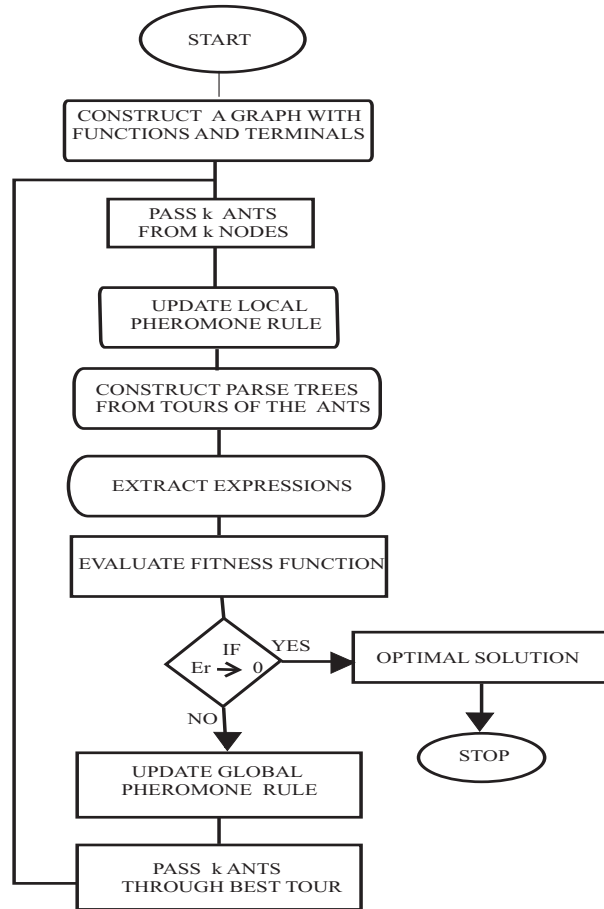 START
CONSTRUCT A GRAPH WITH
FUNCTIONS AND TERMINALS
PASS k ANTS
FROM k NODES
UPDATE LOCAL
PHEROMONE RULE
CONSTRUCT PARSE TREES
FROM TOURS OF THE ANTS
EXTRACT EXPRESSIONS
EVALUATE FITNESS FUNCTION
IF
Er → 0
YES
OPTIMAL SOLUTION
NO
STOP
UPDATE GLOBAL
PHEROMONE RULE
PASS k ANTS
THROUGH BEST TOUR